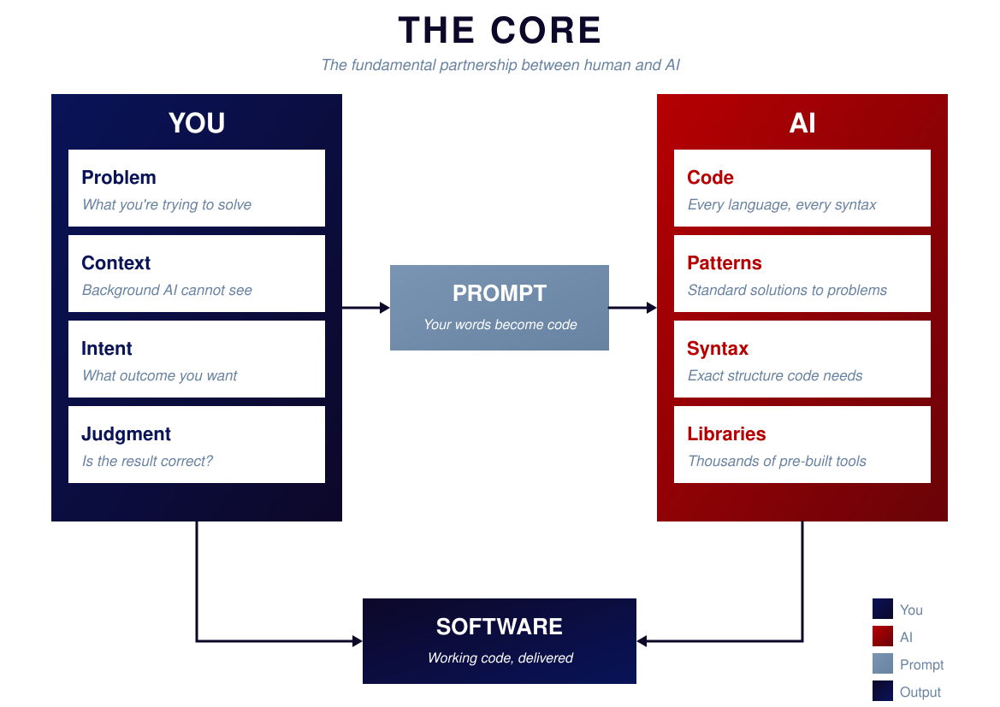 THE CORE
The fundamental partnership between human and AI
YOU
Problem
What you're trying to solve
Context
Background AI cannot see
Intent
What outcome you want
Judgment
Is the result correct?
PROMPT
Your words become code
AI
Code
Every language, every syntax
Patterns
Standard solutions to problems
Syntax
Exact structure code needs
Libraries
Thousands of pre-built tools
SOFTWARE
Working code, delivered
You
AI
Prompt
Output